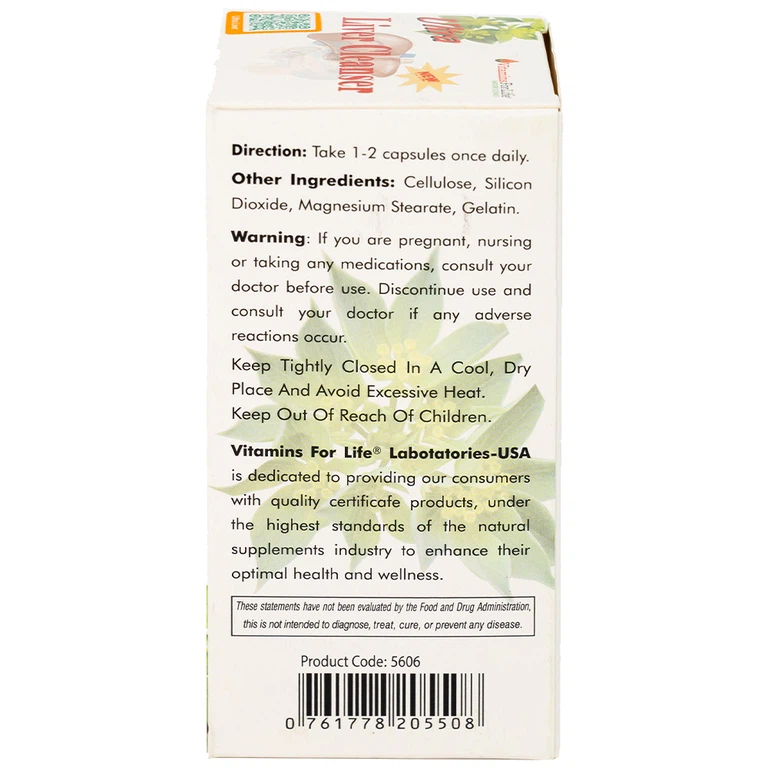 Ultra
Liver Cleanser
NEW!
Vitamins For Life
Direction: Take 1-2 capsules once daily.
Other Ingredients: Cellulose, Silicon
Dioxide, Magnesium Stearate, Gelatin.
Warning: If you are pregnant, nursing
or taking any medications, consult your
doctor before use. Discontinue use and
consult your doctor if any adverse
reactions occur.
Keep Tightly Closed In A Cool, Dry
Place And Avoid Excessive Heat.
Keep Out Of Reach Of Children.
Vitamins For Life® Labotatories-USA
is dedicated to providing our consumers
with quality certificafe products, under
the highest standards of the natural
supplements industry to enhance their
optimal health and wellness.
These statements have not been evaluated by the Food and Drug Administration,
this is not intended to diagnose, treat, cure, or prevent any disease.
Product Code: 5606
0 761778 205508